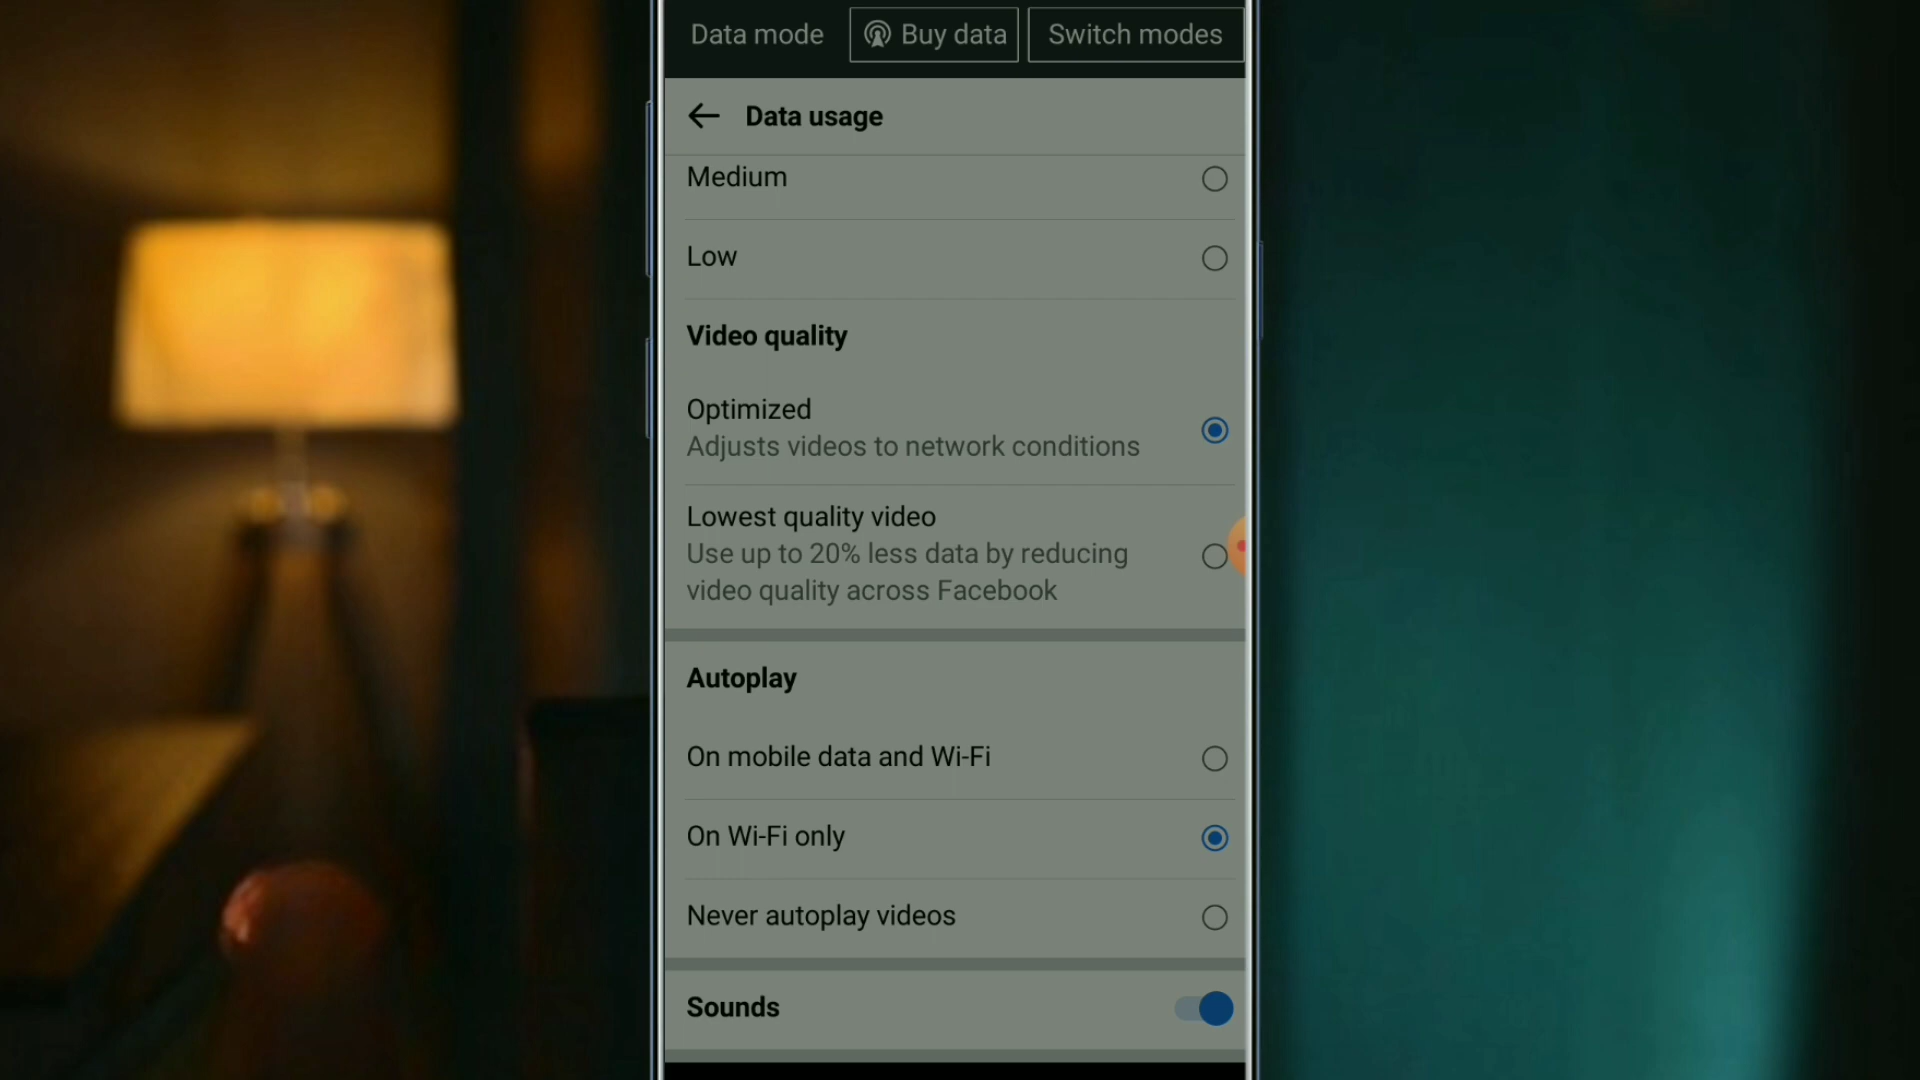 Data mode
Buy data
Switch modes
Data usage
Medium
Low
Video quality
Optimized
Adjusts videos to network conditions
Lowest quality video
Use up to 20% less data by reducing
video quality across Facebook
Autoplay
On mobile data and Wi-Fi
On Wi-Fi only
Never autoplay videos
Sounds